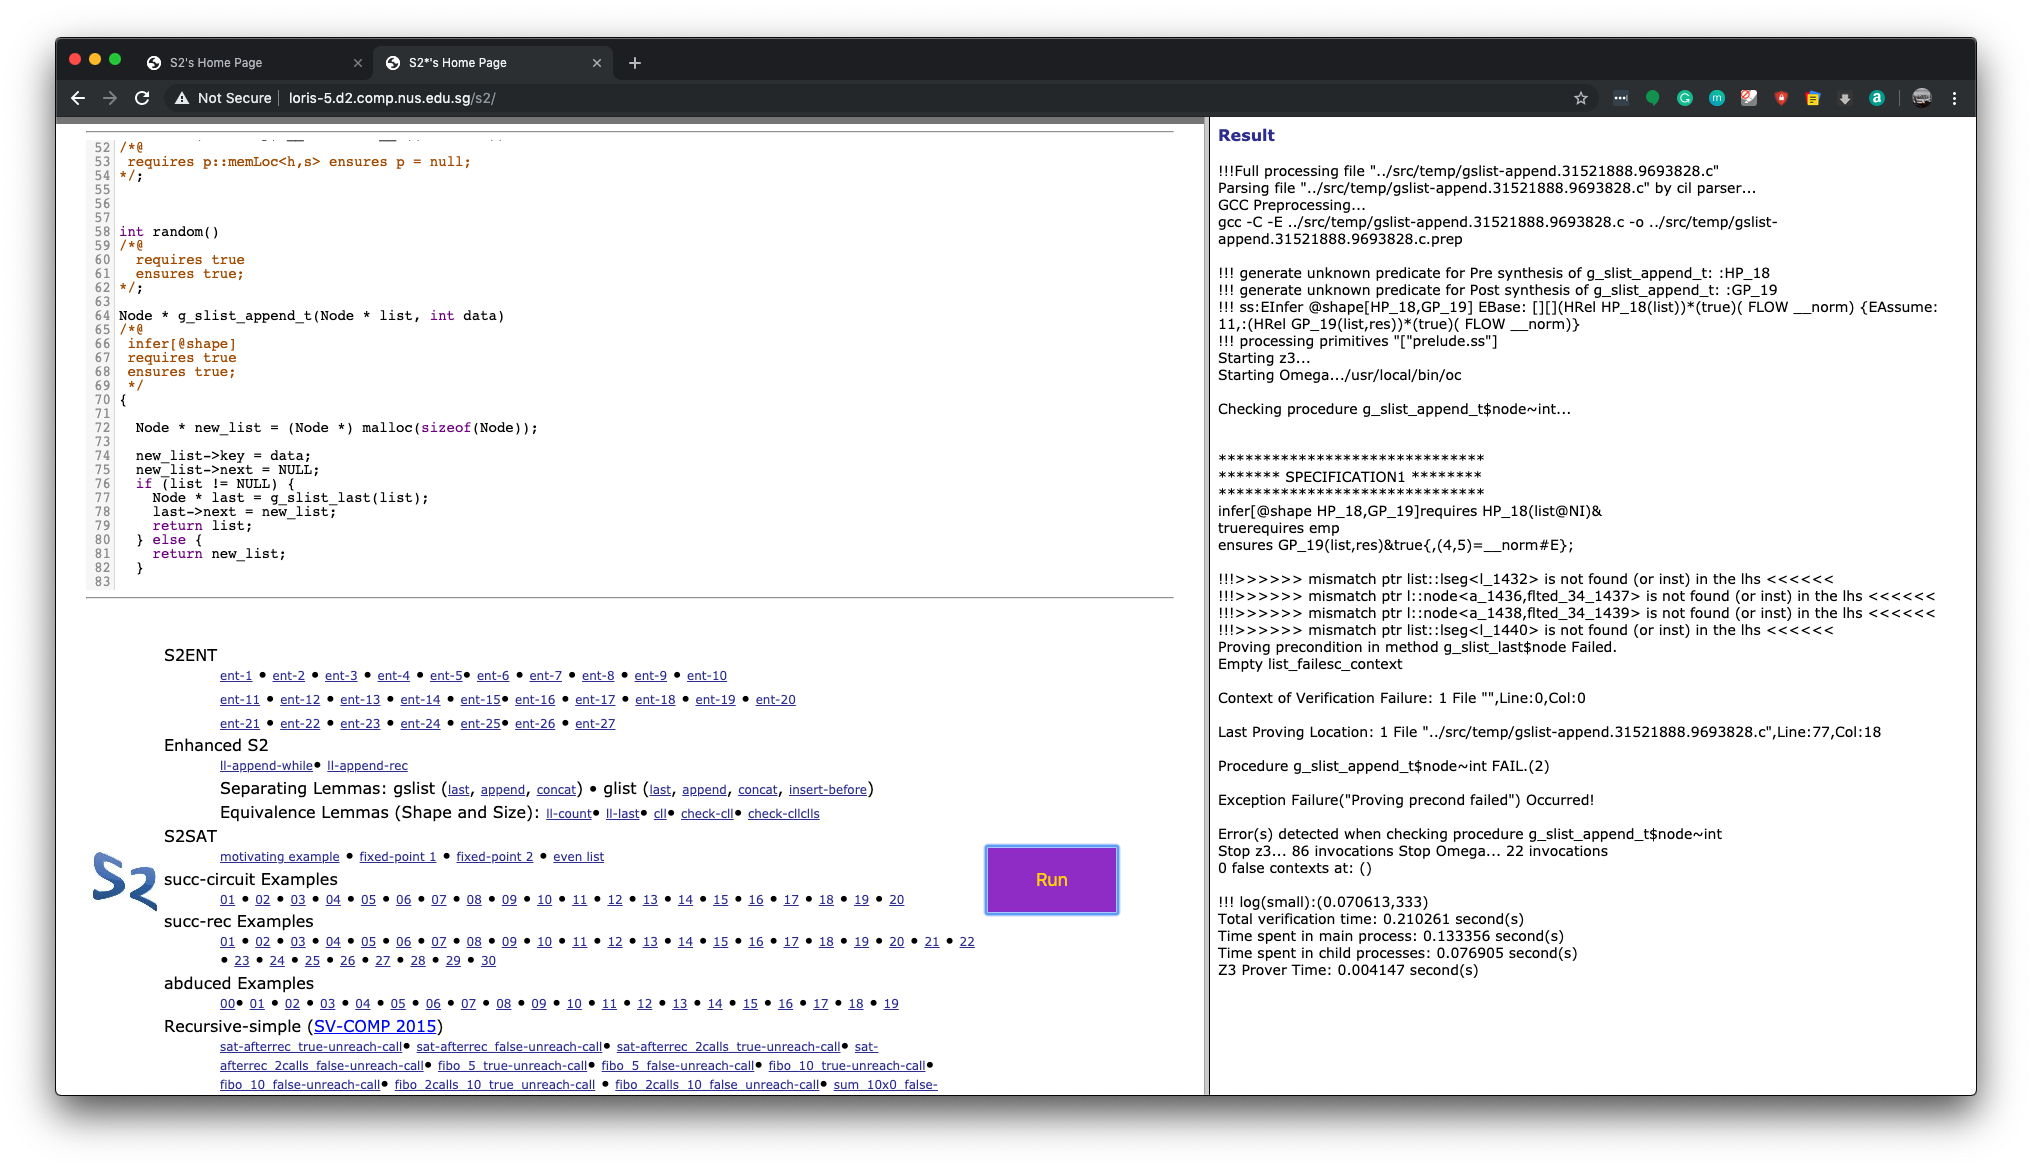 S2's Home Page
S2*'s Home Page
Not Secure
loris-5.d2.comp.nus.edu.sg/s2/
52 /*@
53 requires p::memLoc<h,s> ensures p = null;
54 */;
55
56
57
58 int random()
59 /*@
60 requires true
61 ensures true;
62 */;
63
64 Node * g_slist_append_t(Node * list, int data)
65 /*@
66 infer[@shape]
67 requires true
68 ensures true;
69 */
70 {
71
72 Node * new_list = (Node *) malloc(sizeof(Node));
73
74 new_list->key = data;
75 new_list->next = NULL;
76 if (list != NULL) {
77 Node * last = g_slist_last(list);
78 last->next = new_list;
79 return list;
80 } else {
81 return new_list;
82 }
83
S2ENT
ent-1 • ent-2 • ent-3 • ent-4 • ent-5• ent-6 • ent-7 • ent-8 • ent-9 • ent-10
ent-11 • ent-12 • ent-13 • ent-14 • ent-15• ent-16 • ent-17 • ent-18 • ent-19 • ent-20
ent-21 • ent-22 • ent-23 • ent-24 • ent-25• ent-26 • ent-27
Enhanced S2
ll-append-while• ll-append-rec
Separating Lemmas: gslist (last, append, concat) • glist (last, append, concat, insert-before)
Equivalence Lemmas (Shape and Size): ll-count• ll-last• cll• check-cll• check-cllclls
S2SAT
motivating example • fixed-point 1 • fixed-point 2 • even list
S2
succ-circuit Examples
01 • 02 • 03 • 04 • 05 • 06 • 07 • 08 • 09 • 10 • 11 • 12 • 13 • 14 • 15 • 16 • 17 • 18 • 19 • 20
succ-rec Examples
01 • 02 • 03 • 04 • 05 • 06 • 07 • 08 • 09 • 10 • 11 • 12 • 13 • 14 • 15 • 16 • 17 • 18 • 19 • 20 • 21 • 22
• 23 • 24 • 25 • 26 • 27 • 28 • 29 • 30
abduced Examples
00• 01 • 02 • 03 • 04 • 05 • 06 • 07 • 08 • 09 • 10 • 11 • 12 • 13 • 14 • 15 • 16 • 17 • 18 • 19
Recursive-simple (SV-COMP 2015)
sat-afterrec_true-unreach-call• sat-afterrec_false-unreach-call• sat-afterrec_2calls_true-unreach-call• sat-
afterrec_2calls_false-unreach-call• fibo_5_true-unreach-call• fibo_5_false-unreach-call• fibo_10_true-unreach-call•
fibo_10_false-unreach-call• fibo_2calls_10_true_unreach-call • fibo_2calls_10_false_unreach-call• sum_10x0_false-
Run
Result
!!!Full processing file "../src/temp/gslist-append.31521888.9693828.c"
Parsing file "../src/temp/gslist-append.31521888.9693828.c" by cil parser...
GCC Preprocessing...
gcc -C -E ../src/temp/gslist-append.31521888.9693828.c -o ../src/temp/gslist-
append.31521888.9693828.c.prep
!!! generate unknown predicate for Pre synthesis of g_slist_append_t: :HP_18
!!! generate unknown predicate for Post synthesis of g_slist_append_t: :GP_19
!!! ss:EInfer @shape[HP_18,GP_19] EBase: [][](HRel HP_18(list))*(true)( FLOW __norm) {EAssume:
11,:(HRel GP_19(list,res))*(true)( FLOW __norm)}
!!! processing primitives "["prelude.ss"]
Starting z3...
Starting Omega.../usr/local/bin/oc
Checking procedure g_slist_append_t$node~int...
******************************
******* SPECIFICATION1 ********
******************************
infer[@shape HP_18,GP_19]requires HP_18(list@NI)&
truerequires emp
ensures GP_19(list,res)&true{,(4,5)=__norm#E};
!!!>>>>>> mismatch ptr list::lseg<l_1432> is not found (or inst) in the lhs <<<<<<
!!!>>>>>> mismatch ptr l::node<a_1436,flted_34_1437> is not found (or inst) in the lhs <<<<<<
!!!>>>>>> mismatch ptr l::node<a_1438,flted_34_1439> is not found (or inst) in the lhs <<<<<<
!!!>>>>>> mismatch ptr list::lseg<l_1440> is not found (or inst) in the lhs <<<<<<
Proving precondition in method g_slist_last$node Failed.
Empty list_failesc_context
Context of Verification Failure: 1 File "",Line:0,Col:0
Last Proving Location: 1 File "../src/temp/gslist-append.31521888.9693828.c",Line:77,Col:18
Procedure g_slist_append_t$node~int FAIL.(2)
Exception Failure("Proving precond failed") Occurred!
Error(s) detected when checking procedure g_slist_append_t$node~int
Stop z3... 86 invocations Stop Omega... 22 invocations
0 false contexts at: ()
!!! log(small):(0.070613,333)
Total verification time: 0.210261 second(s)
Time spent in main process: 0.133356 second(s)
Time spent in child processes: 0.076905 second(s)
Z3 Prover Time: 0.004147 second(s)